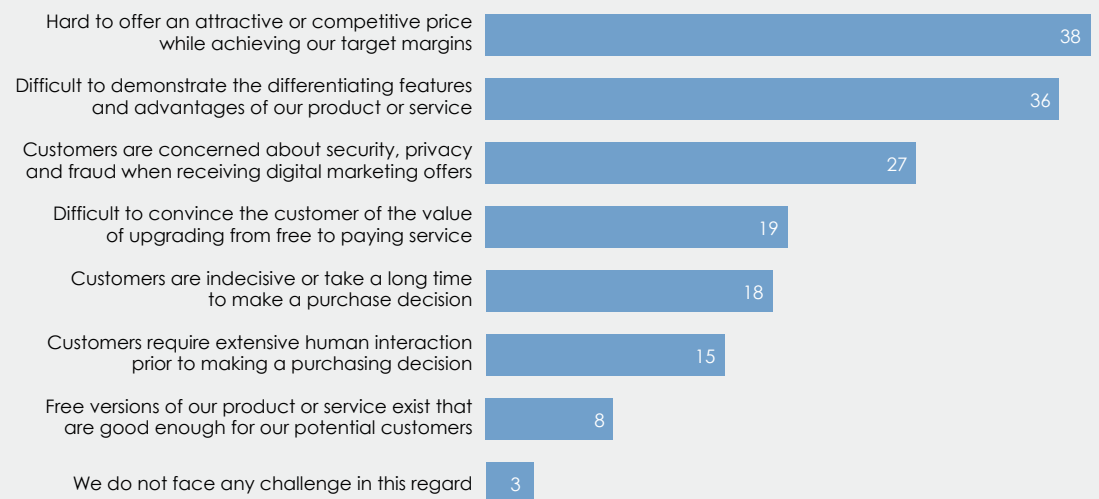 Hard to offer an attractive or competitive price
while achieving our target margins
38
Difficult to demonstrate the differentiating features
and advantages of our product or service
36
Customers are concerned about security, privacy
and fraud when receiving digital marketing offers
27
Difficult to convince the customer of the value
of upgrading from free to paying service
19
Customers are indecisive or take a long time
to make a purchase decision
18
Customers require extensive human interaction
prior to making a purchasing decision
15
Free versions of our product or service exist that
are good enough for our potential customers
8
We do not face any challenge in this regard
3